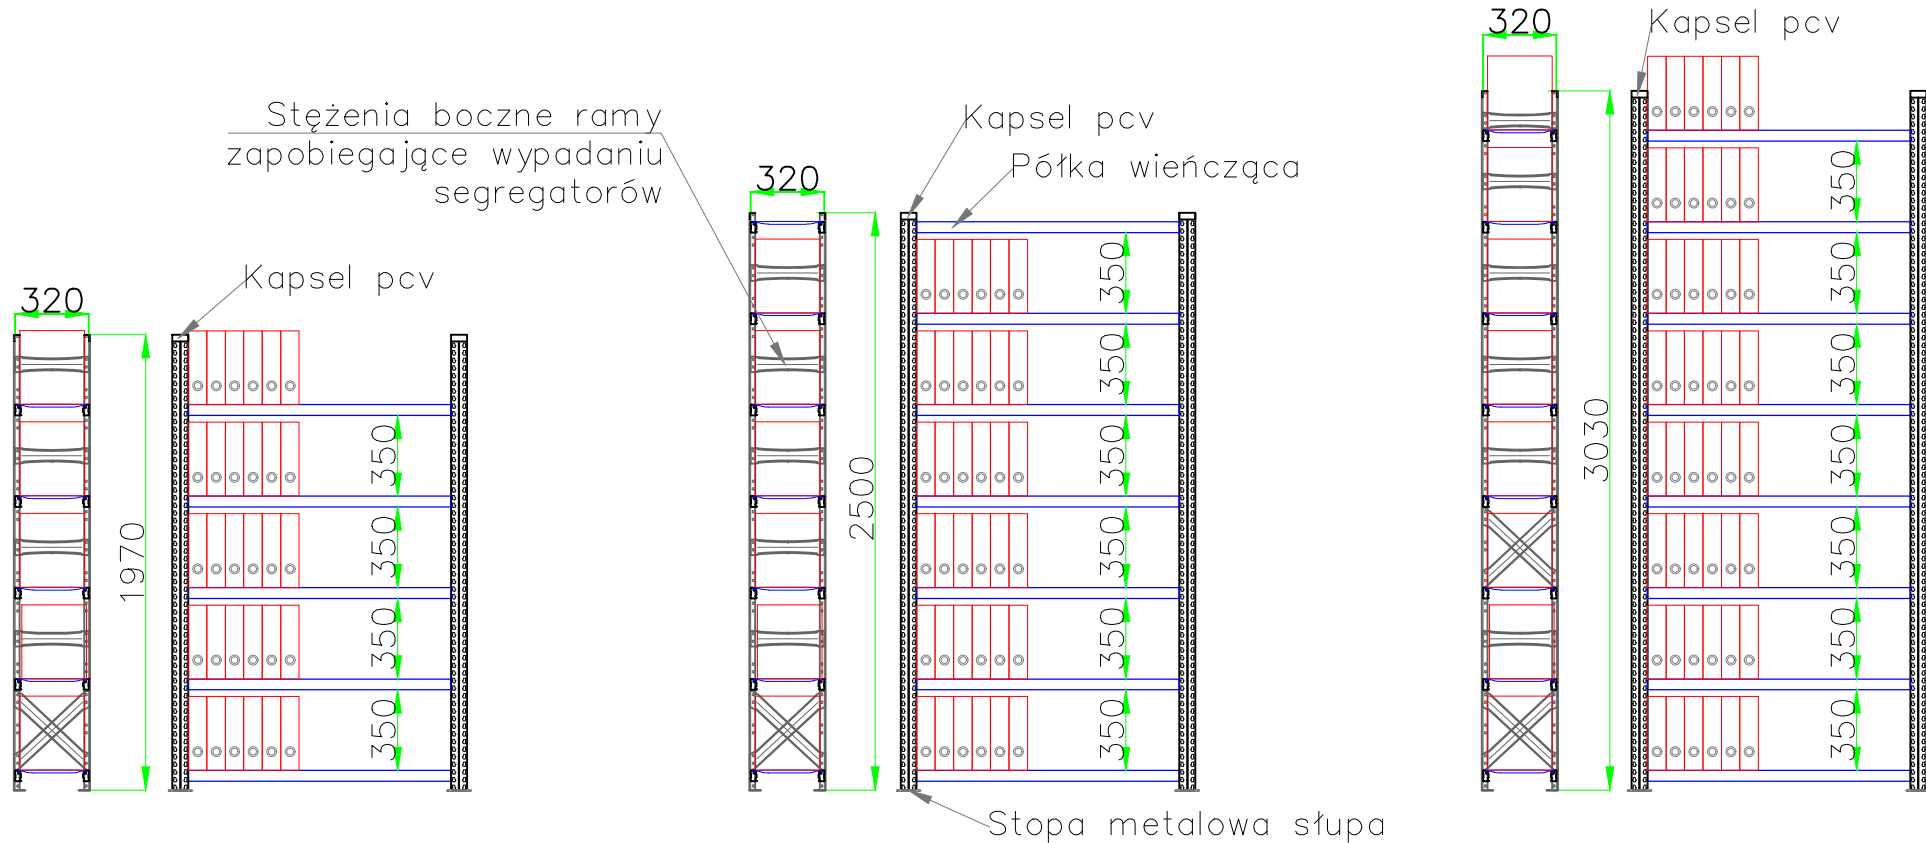 320
Kapsel pcv
1970
350
350
350
350
Stężenia boczne ramy
zapobiegające wypadaniu
segregatorów
320
Kapsel pcv
Półka wieńcząca
2500
350
350
350
350
350
350
Stopa metalowa słupa
320
Kapsel pcv
3030
350
350
350
350
350
350
350